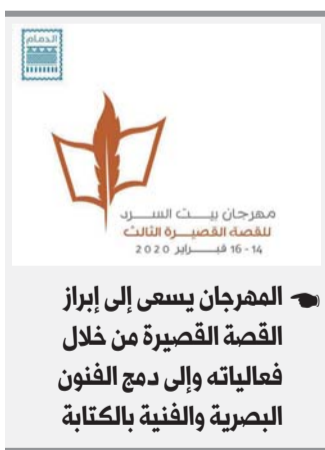 الدمام
مهرجان بيت السرد
للقصة القصيرة الثالث
14 - 16 فبراير 2020
المهرجان يسعى إلى إبراز
القصة القصيرة من خلال
فعالياته وإلى دمج الفنون
البصرية والفنية بالكتابة